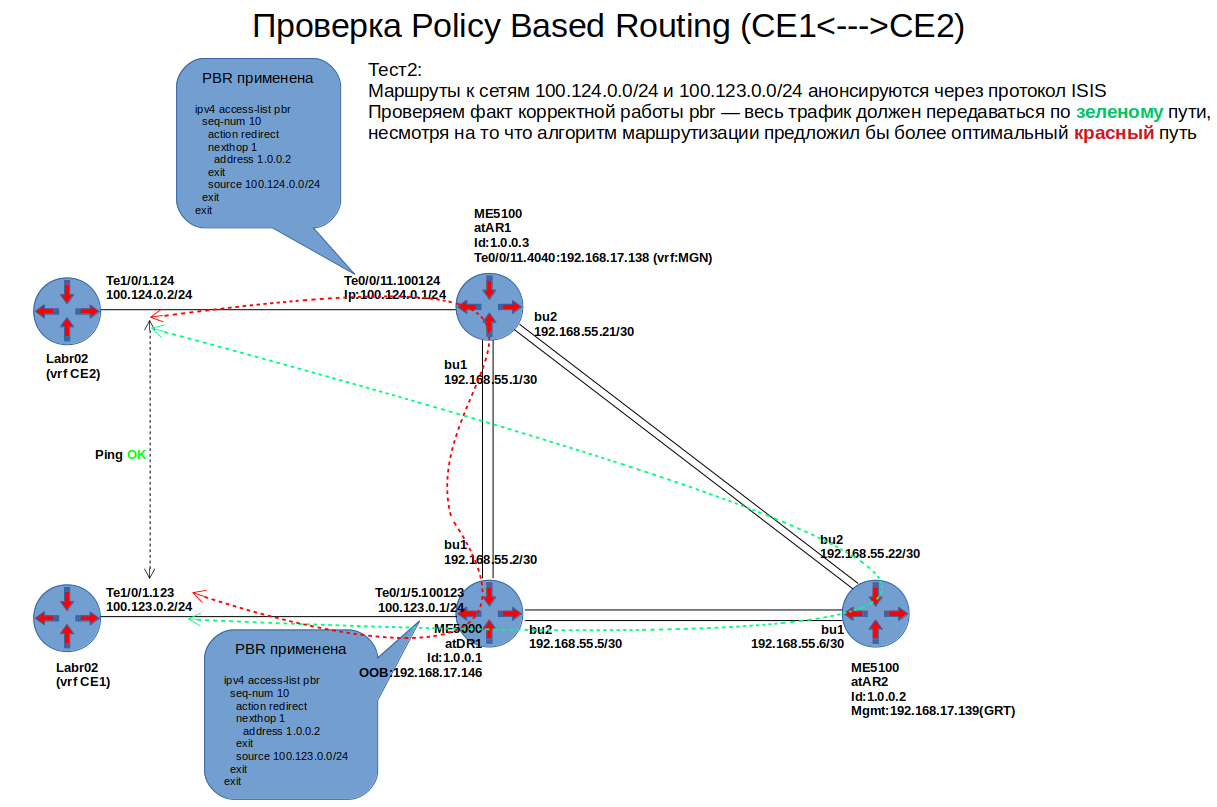 Проверка Policy Based Routing (CE1<--->CE2)
Тест2:
Маршруты к сетям 100.124.0.0/24 и 100.123.0.0/24 анонсируются через протокол ISIS
Проверяем факт корректной работы pbr — весь трафик должен передаваться по зеленому пути,
несмотря на то что алгоритм маршрутизации предложил бы более оптимальный красный путь
PBR применена
ipv4 access-list pbr
seq-num 10
action redirect
nexthop 1
address 1.0.0.2
exit
source 100.124.0.0/24
exit
exit
ME5100
atAR1
Id:1.0.0.3
Te0/0/11.4040:192.168.17.138 (vrf:MGN)
Te1/0/1.124
100.124.0.2/24
Te0/0/11.100124
Ip:100.124.0.1/24
Labr02
(vrf CE2)
bu2
192.168.55.21/30
bu1
192.168.55.1/30
Ping OK
bu1
192.168.55.2/30
bu2
192.168.55.22/30
Te1/0/1.123
100.123.0.2/24
Te0/1/5.100123
100.123.0.1/24
ME5000
atDR1
Id:1.0.0.1
OOB:192.168.17.146
bu2
192.168.55.5/30
bu1
192.168.55.6/30
Labr02
(vrf CE1)
ME5100
atAR2
Id:1.0.0.2
Mgmt:192.168.17.139(GRT)
PBR применена
ipv4 access-list pbr
seq-num 10
action redirect
nexthop 1
address 1.0.0.2
exit
source 100.123.0.0/24
exit
exit